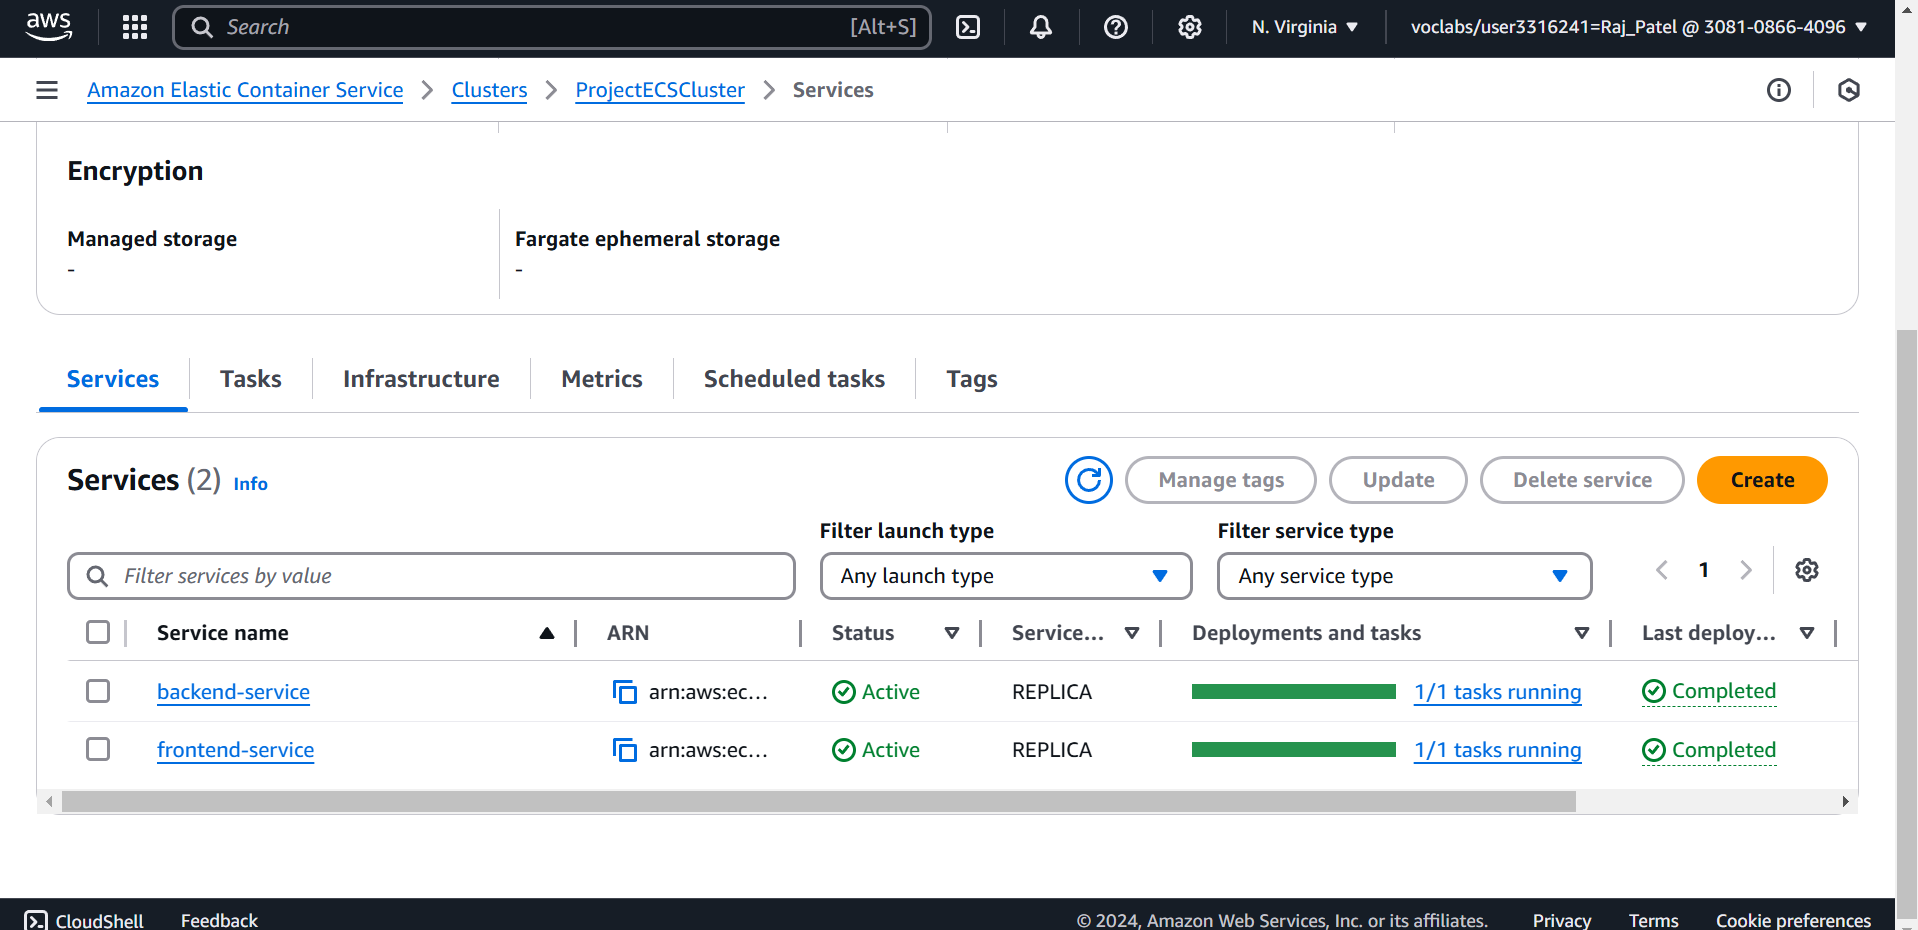 aws
Search [Alt+S] N. Virginia voclabs/user3316241=Raj_Patel @ 3081-0866-4096
Amazon Elastic Container Service > Clusters > ProjectECSCluster > Services
Encryption
Managed storage
-
Fargate ephemeral storage
-
Services Tasks Infrastructure Metrics Scheduled tasks Tags
Services (2) Info Manage tags Update Delete service Create
Filter launch type Filter service type
Filter services by value Any launch type Any service type 1
Service name ARN Status Service... Deployments and tasks Last deploy...
backend-service arn:aws:ec... Active REPLICA 1/1 tasks running Completed
frontend-service arn:aws:ec... Active REPLICA 1/1 tasks running Completed
CloudShell Feedback © 2024, Amazon Web Services, Inc. or its affiliates. Privacy Terms Cookie preferences